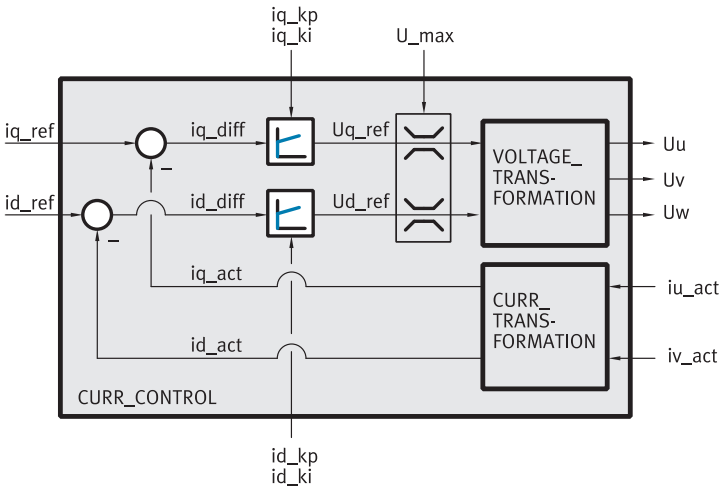 iq_kp
iq_ki
U_max
iq_ref
iq_diff
Uq_ref
Uu
VOLTAGE_
TRANS-
FORMATION
Uv
id_ref
id_diff
Ud_ref
Uw
iq_act
iu_act
CURR_
TRANS-
FORMATION
id_act
iv_act
CURR_CONTROL
id_kp
id_ki